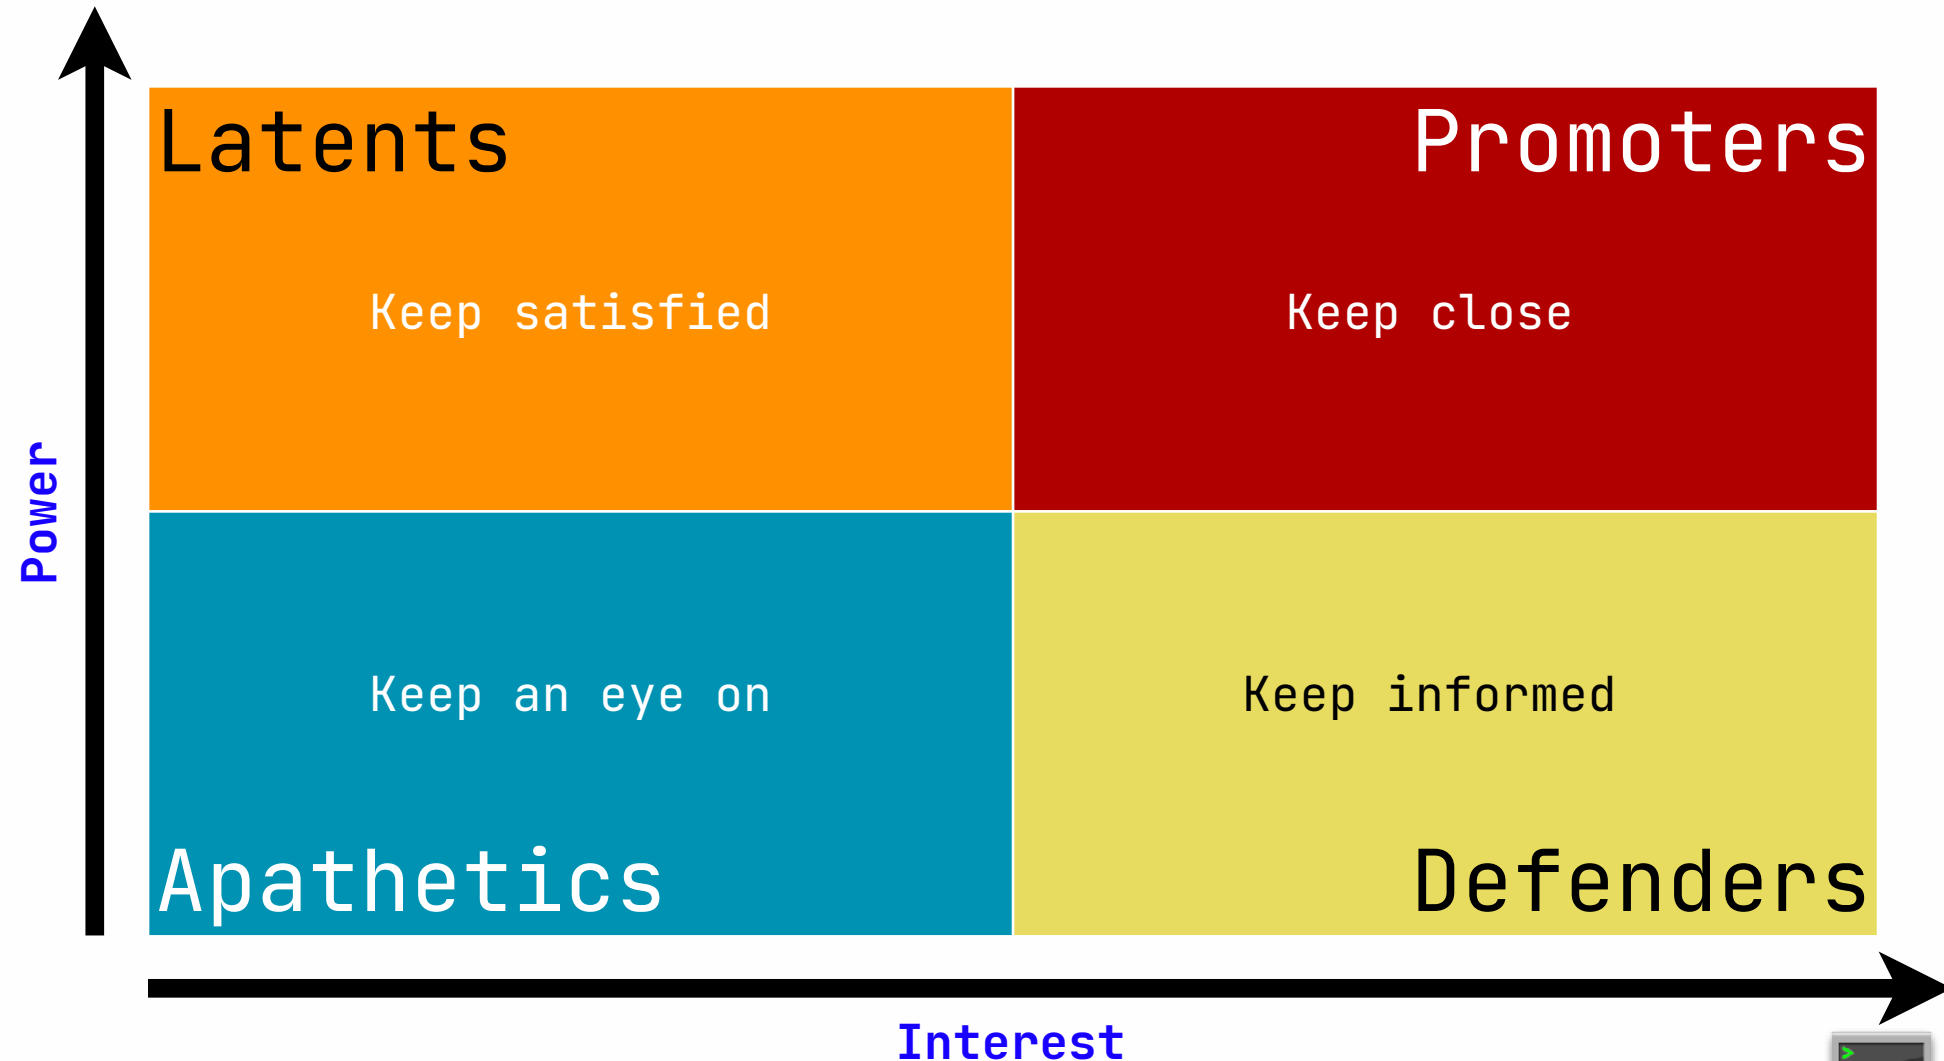 Latents
Promoters
Keep satisfied
Keep close
Power
Keep an eye on
Keep informed
Apathetics
Defenders
Interest
>